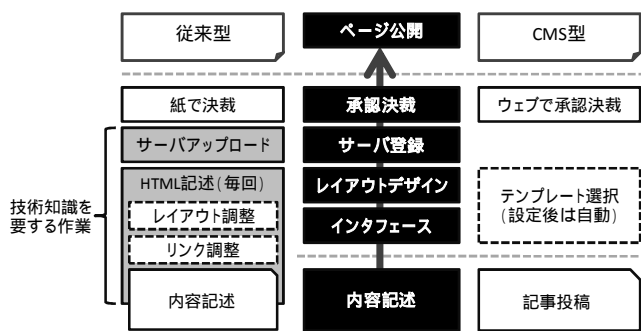 従来型
ページ公開
CMS型
紙で決裁
承認決裁
ウェブで承認決裁
サーバアップロード
サーバ登録
HTML記述(毎回)
レイアウトデザイン
テンプレート選択
(設定後は自動)
技術知識を
要する作業
レイアウト調整
インタフェース
リンク調整
内容記述
内容記述
記事投稿